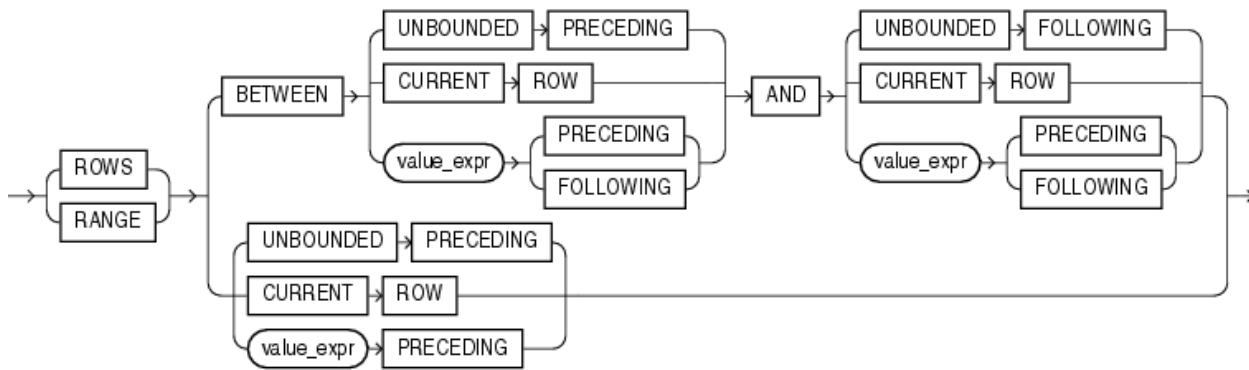 UNBOUNDED PRECEDING UNBOUNDED FOLLOWING
BETWEEN CURRENT ROW AND CURRENT ROW
value_expr PRECEDING FOLLOWING value_expr PRECEDING FOLLOWING
ROWS
RANGE
UNBOUNDED PRECEDING
CURRENT ROW
value_expr PRECEDING